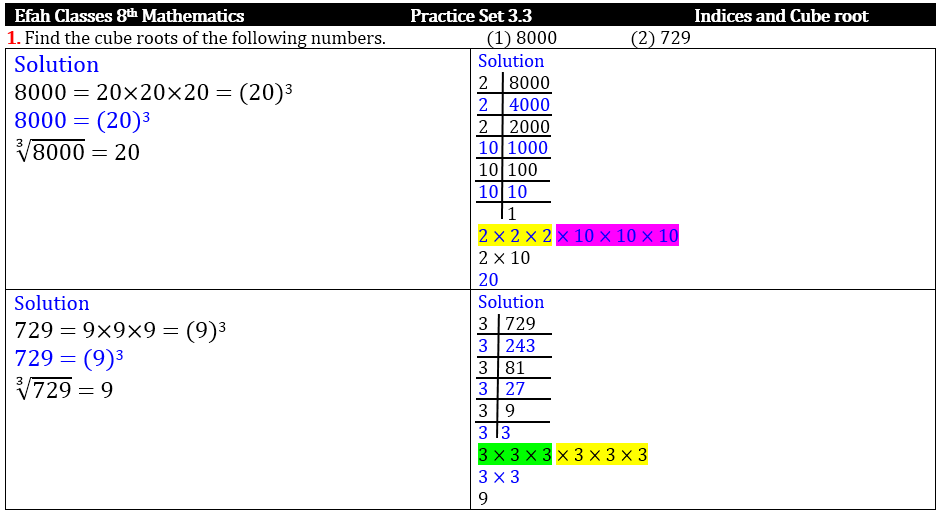 Efah Classes 8th Mathematics Practice Set 3.3 Indices and Cube root
1. Find the cube roots of the following numbers. (1) 8000 (2) 729
Solution
8000 = 20×20×20 = (20)³
8000 = (20)³
∛8000 = 20
Solution
2 | 8000
2 | 4000
2 | 2000
10 | 1000
10 | 100
10 | 10
| 1
2 × 2 × 2 × 10 × 10 × 10
2 × 10
20
Solution
729 = 9×9×9 = (9)³
729 = (9)³
∛729 = 9
Solution
3 | 729
3 | 243
3 | 81
3 | 27
3 | 9
3 | 3
3 × 3 × 3 × 3 × 3 × 3
3 × 3
9